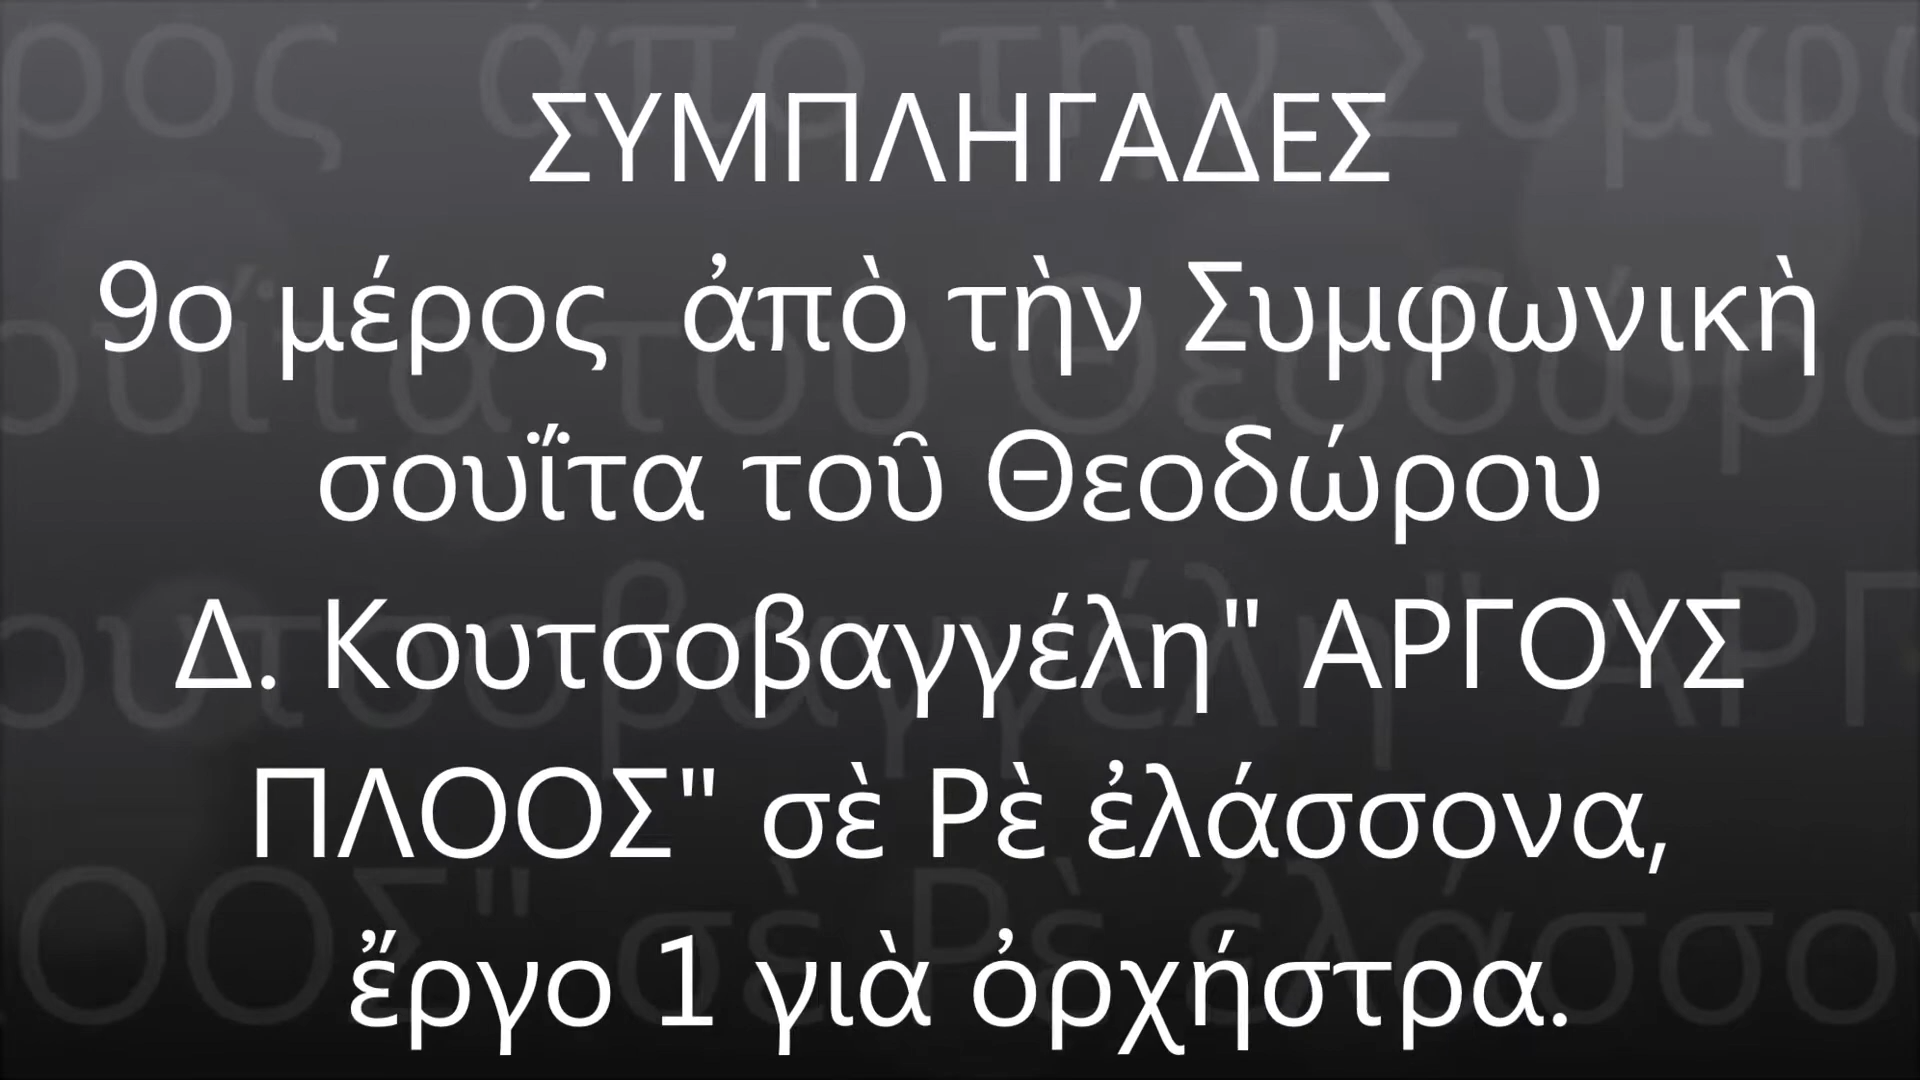 ΣΥΜΠΛΗΓΑΔΕΣ
9ο μέρος  ἀπὸ τὴν Συμφωνικὴ
σουΐτα τοῦ Θεοδώρου
Δ. Κουτσοβαγγέλη" ΑΡΓΟΥΣ
ΠΛΟΟΣ" σὲ Ρὲ ἐλάσσονα,
ἔργο 1 γιὰ ὀρχήστρα.